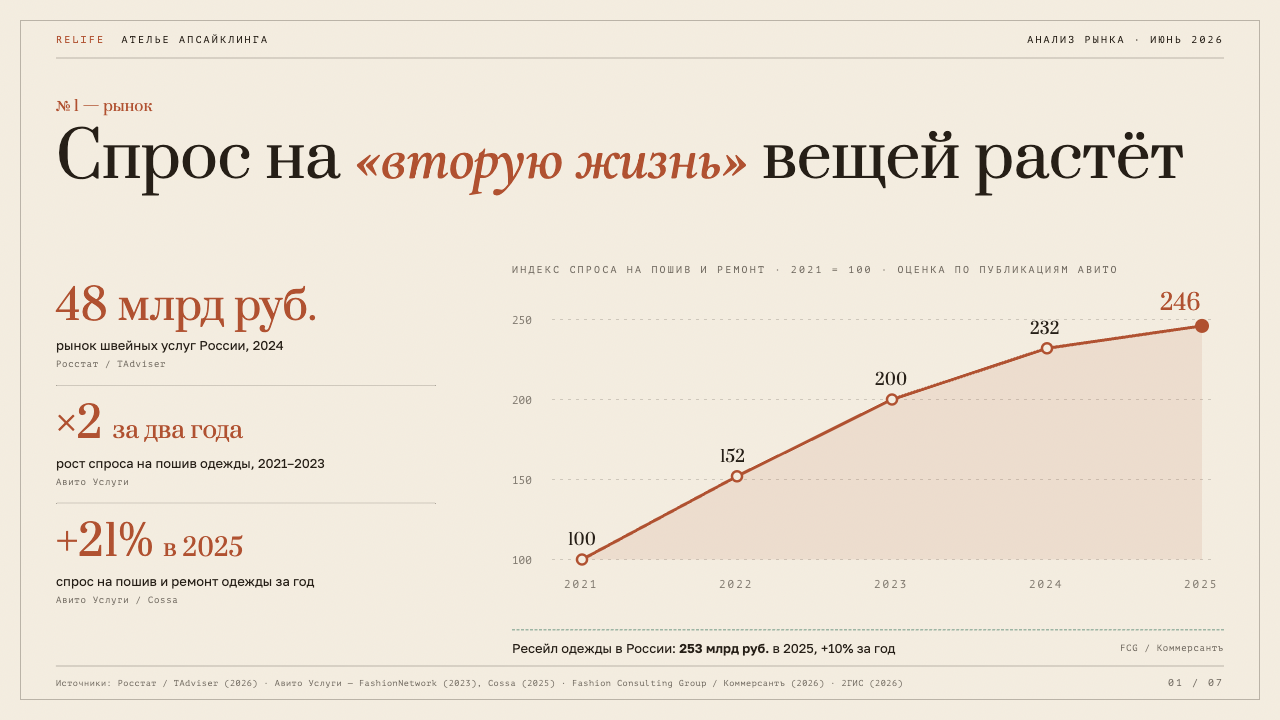 RELIFE АТЕЛЬЕ АПСАЙКЛИНГА
АНАЛИЗ РЫНКА · ИЮНЬ 2026
№ 1 — рынок
Спрос на «вторую жизнь» вещей растёт
48 млрд руб.
рынок швейных услуг России, 2024
Росстат / TAdviser
×2 за два года
рост спроса на пошив одежды, 2021–2023
Авито Услуги
+21% в 2025
спрос на пошив и ремонт одежды за год
Авито Услуги / Cossa
ИНДЕКС СПРОСА НА ПОШИВ И РЕМОНТ · 2021 = 100 · ОЦЕНКА ПО ПУБЛИКАЦИЯМ АВИТО
250
200
150
100
100
152
200
232
246
2021 2022 2023 2024 2025
Ресейл одежды в России: 253 млрд руб. в 2025, +10% за год
FCG / Коммерсантъ
Источники: Росстат / TAdviser (2026) · Авито Услуги — FashionNetwork (2023), Cossa (2025) · Fashion Consulting Group / Коммерсантъ (2026) · 2ГИС (2026)
01 / 07